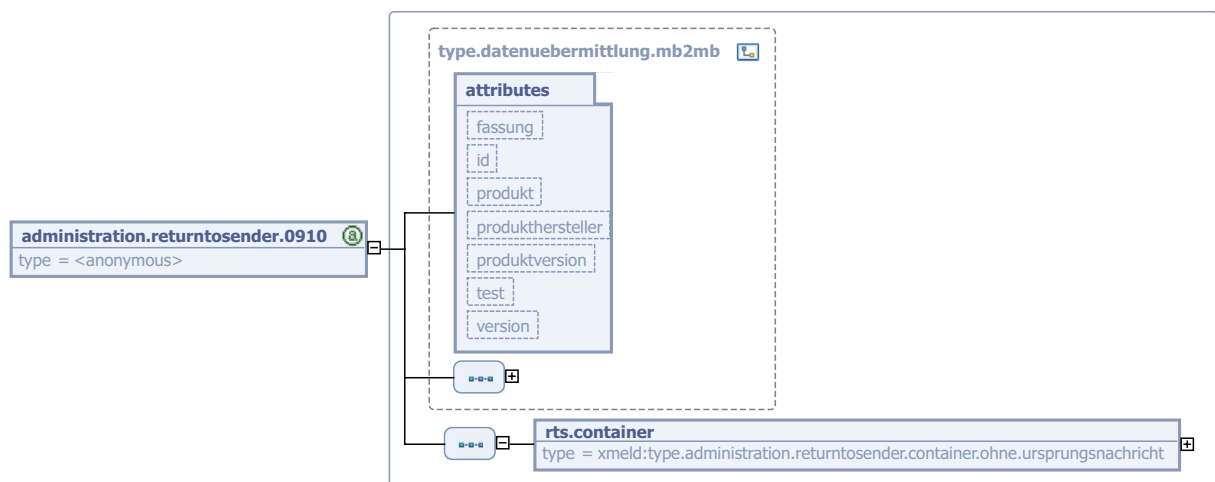 type.datenuebermittlung.mb2mb
attributes
fassung
id
produkt
produkthersteller
produktversion
test
version
administration.returntosender.0910
type = <anonymous>
rts.container
type = xmeld:type.administration.returntosender.container.ohne.ursprungsnachricht